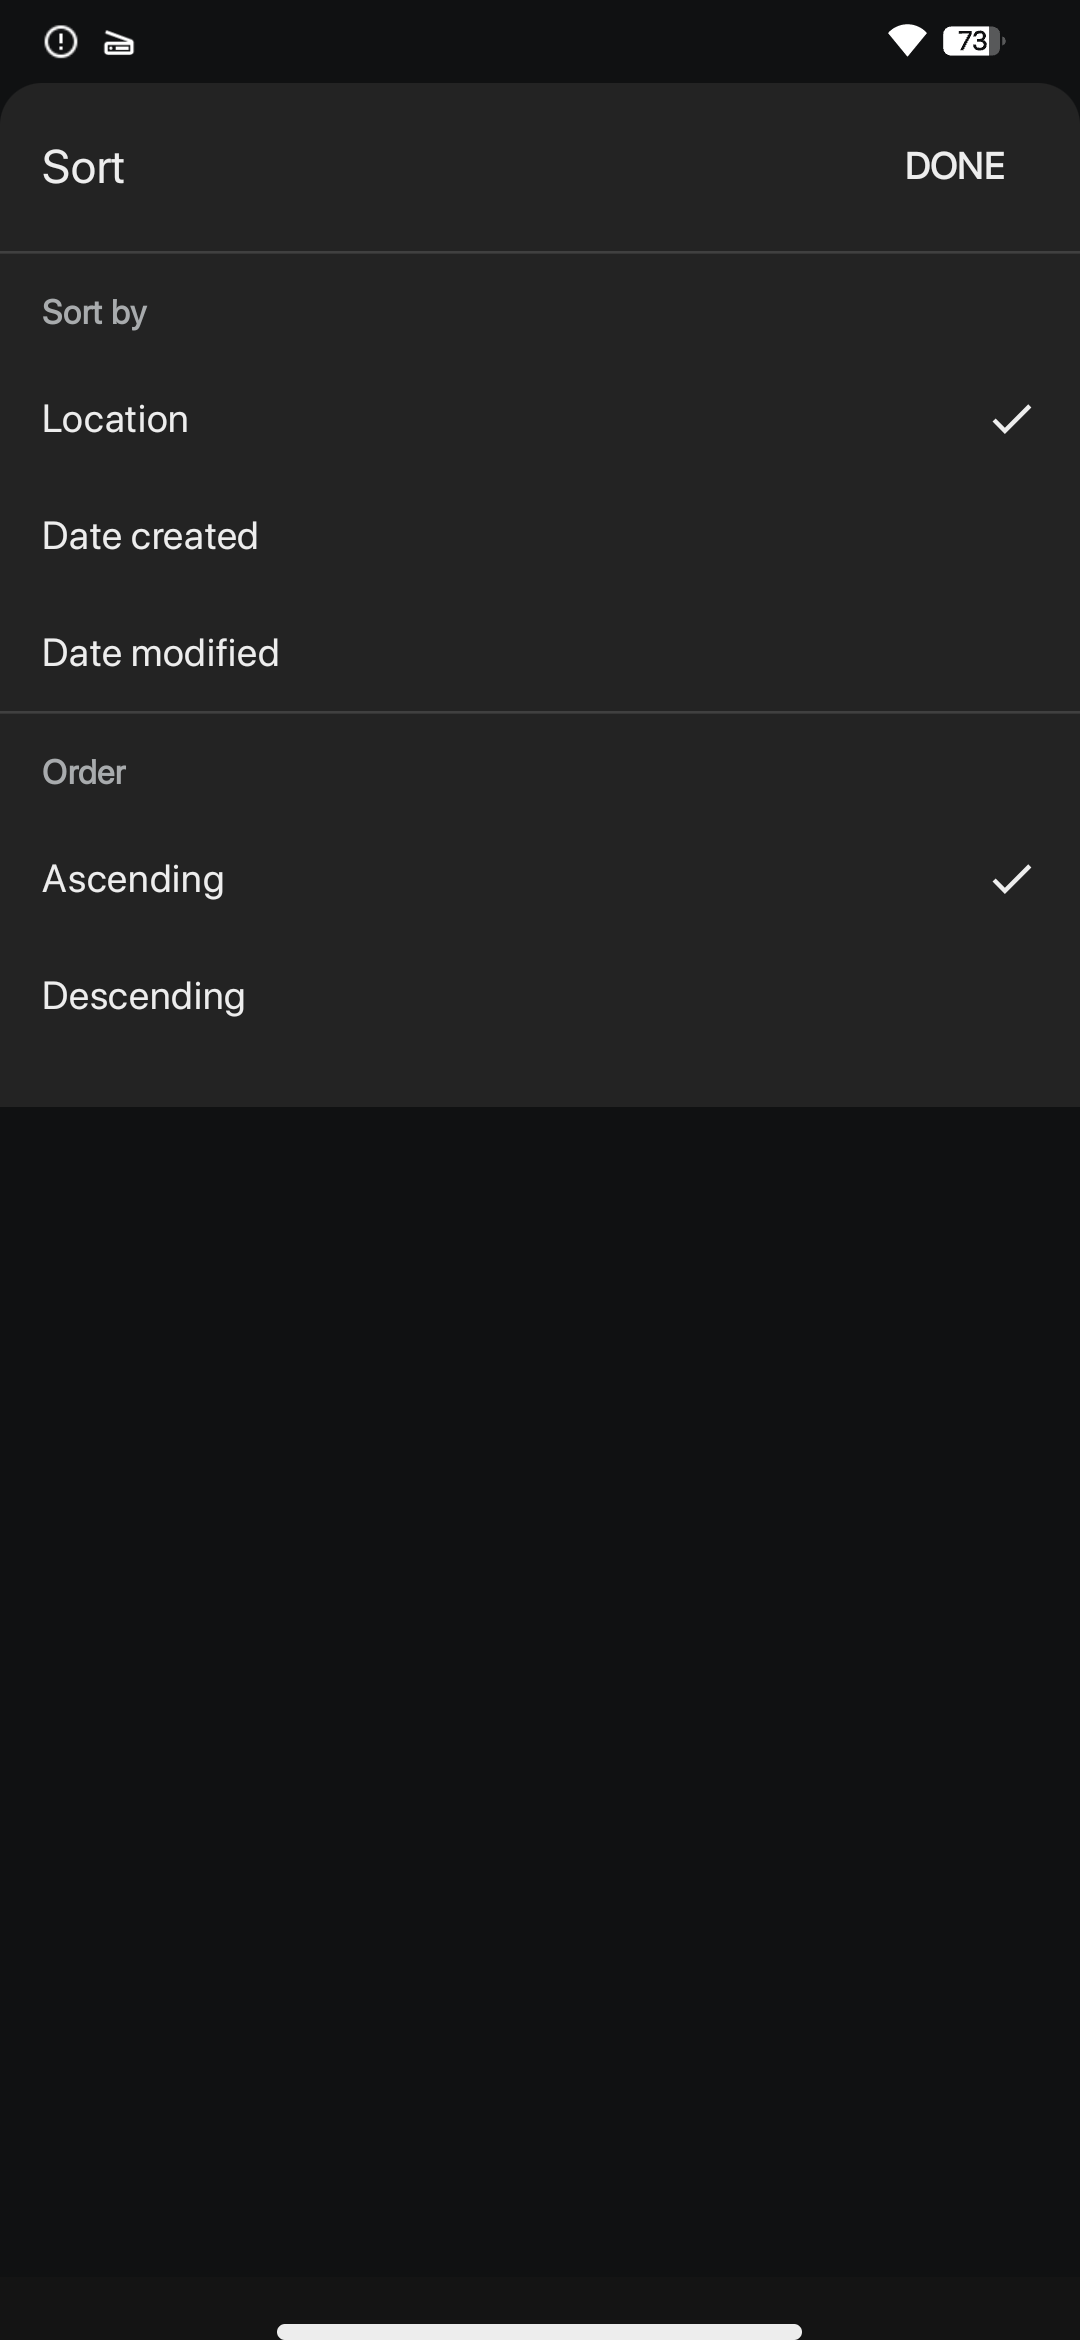 73
Sort
DONE
Sort by
Location
Date created
Date modified
Order
Ascending
Descending